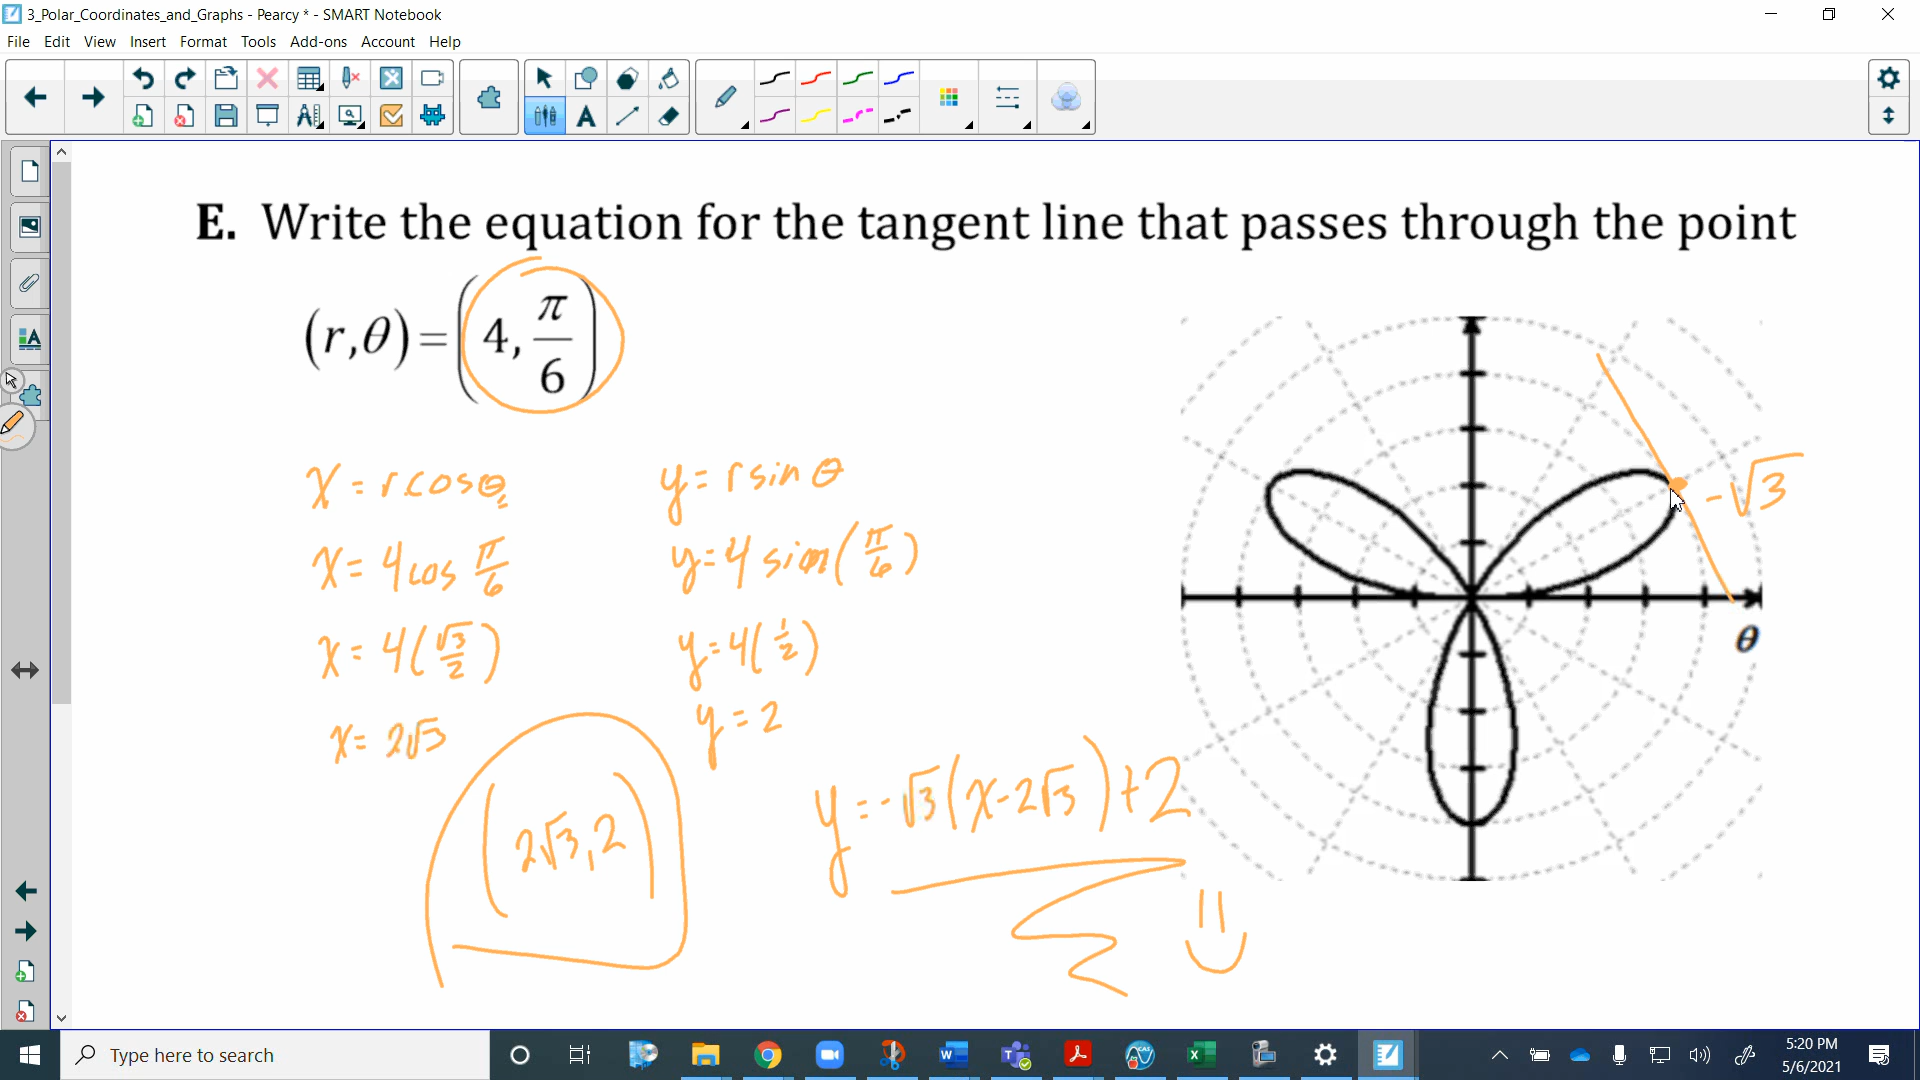 3_Polar_Coordinates_and_Graphs - Pearcy * - SMART Notebook
File Edit View Insert Format Tools Add-ons Account Help
E. Write the equation for the tangent line that passes through the point
(r,θ)=(4, π/6)
x = r cosθ
y = r sinθ
-√3
x = 4 cos π/6
y = 4 sin(π/6)
x = 4(√3/2)
y = 4(1/2)
θ
x = 2√3
y = 2
(2√3, 2)
y = -√3(x-2√3)+2
Type here to search
5:20 PM
5/6/2021